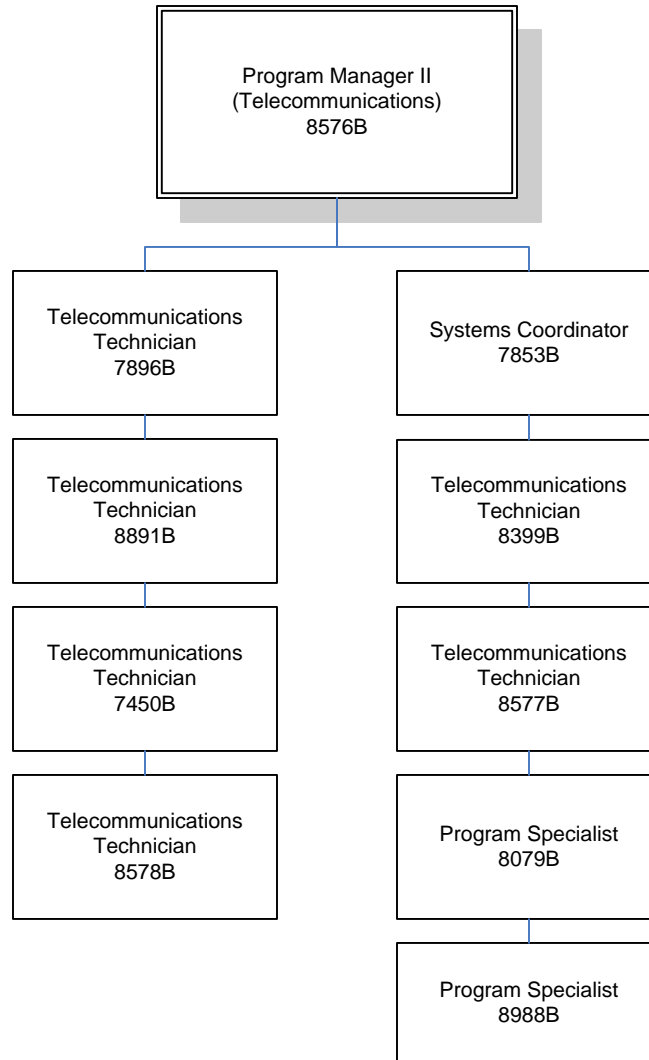 Program Manager II
(Telecommunications)
8576B
Telecommunications
Technician
7896B
Telecommunications
Technician
8891B
Telecommunications
Technician
7450B
Telecommunications
Technician
8578B
Systems Coordinator
7853B
Telecommunications
Technician
8399B
Telecommunications
Technician
8577B
Program Specialist
8079B
Program Specialist
8988B